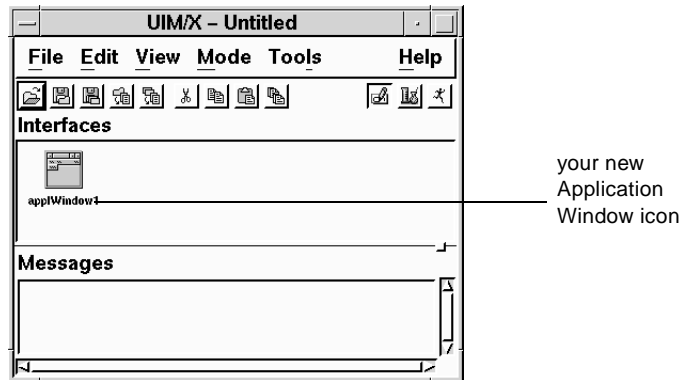 UIM/X – Untitled
File Edit View Mode Tools Help
Interfaces
applWindow1
your new
Application
Window icon
Messages